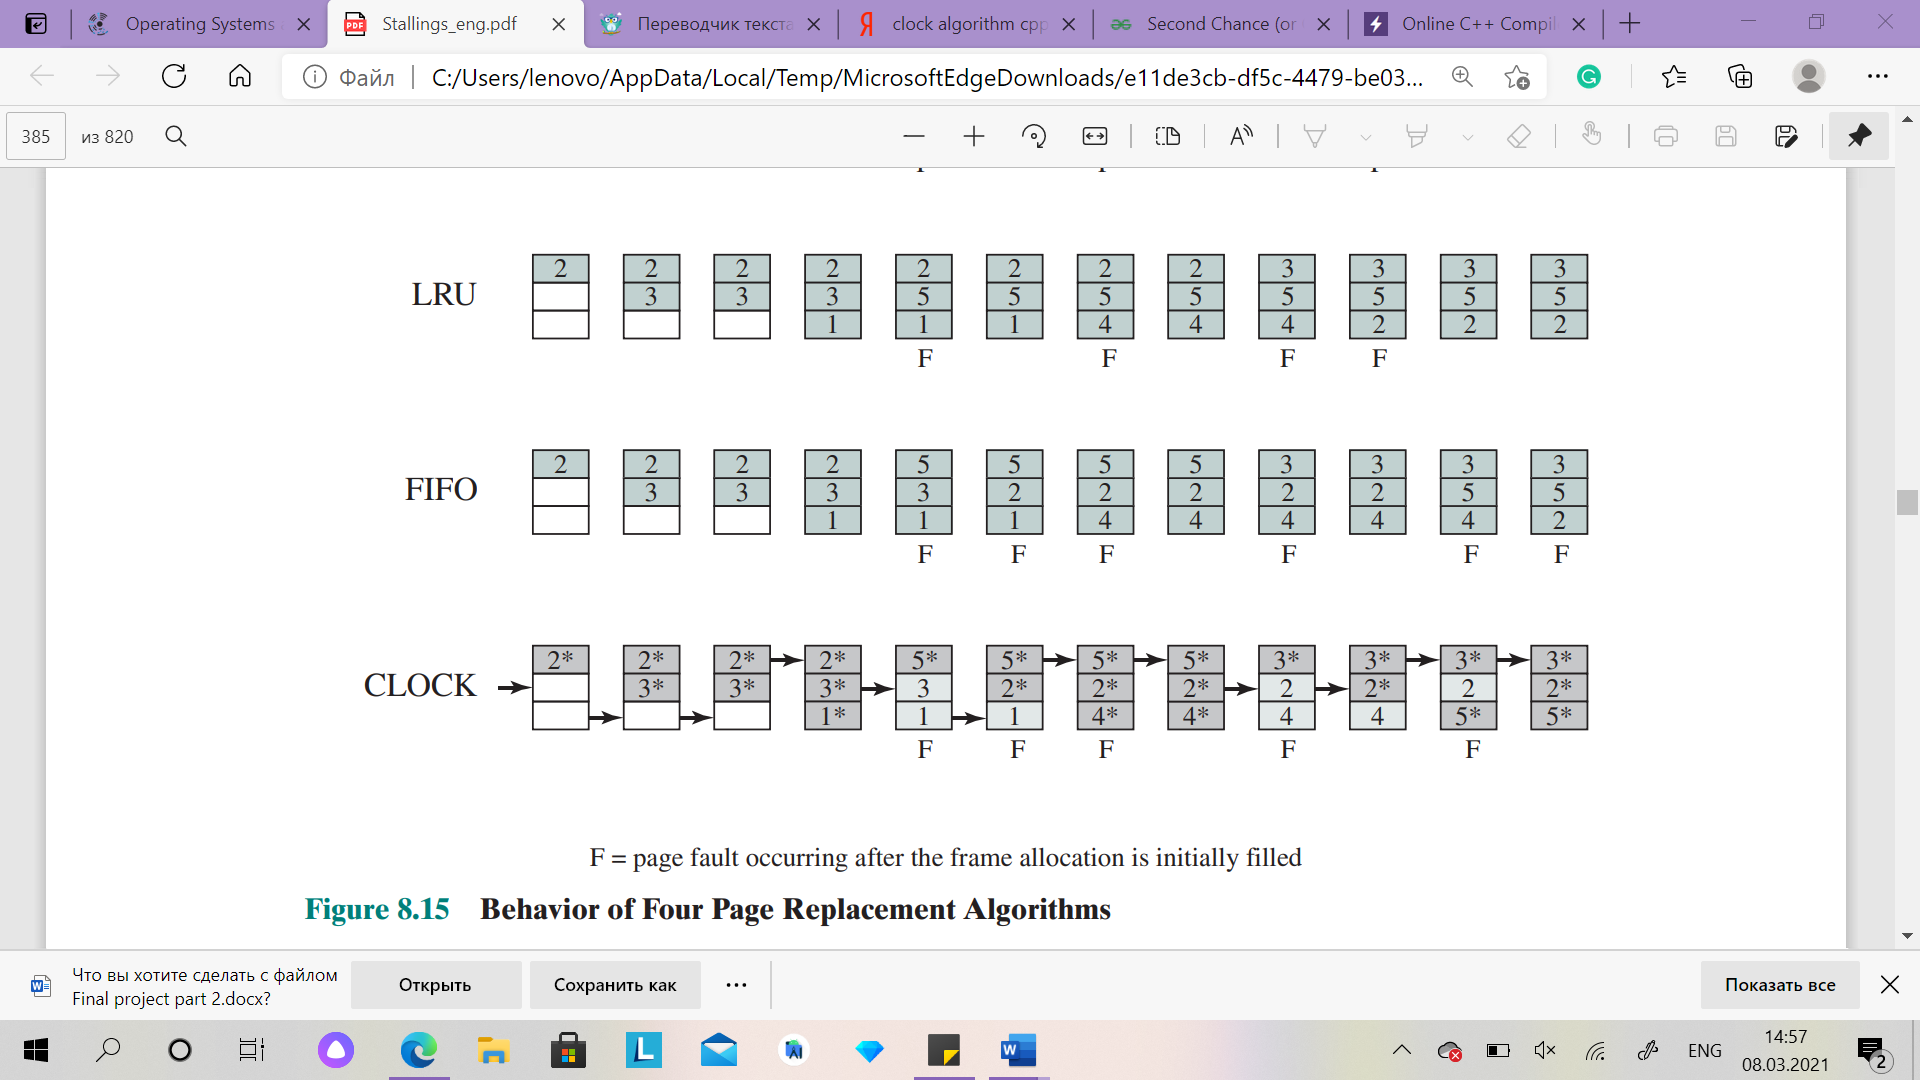 Operating Systems
Stallings_eng.pdf
Переводчик текста
Я clock algorithm cpp
Second Chance (or
Online C++ Compil
Файл C:/Users/lenovo/AppData/Local/Temp/MicrosoftEdgeDownloads/e11de3cb-df5c-4479-be03...
385 из 820
LRU
2 2 2 2 2 2 2 2 3 3 3 3
3 3 3 5 5 5 5 5 5 5 5
1 1 1 4 4 4 2 2 2
F F F F
FIFO
2 2 2 2 5 5 5 5 3 3 3 3
3 3 3 3 2 2 2 2 2 5 5
1 1 1 4 4 4 4 4 2
F F F F F F
CLOCK
2* 2* 2* 2* 5* 5* 5* 5* 3* 3* 3* 3*
3* 3* 3* 3 2* 2* 2* 2 2* 2 2*
1* 1 1 4* 4* 4 4 5* 5*
F F F F F
F = page fault occurring after the frame allocation is initially filled
Figure 8.15 Behavior of Four Page Replacement Algorithms
Что вы хотите сделать с файлом
Final project part 2.docx?
Открыть
Сохранить как
Показать все
ENG
14:57
08.03.2021
2